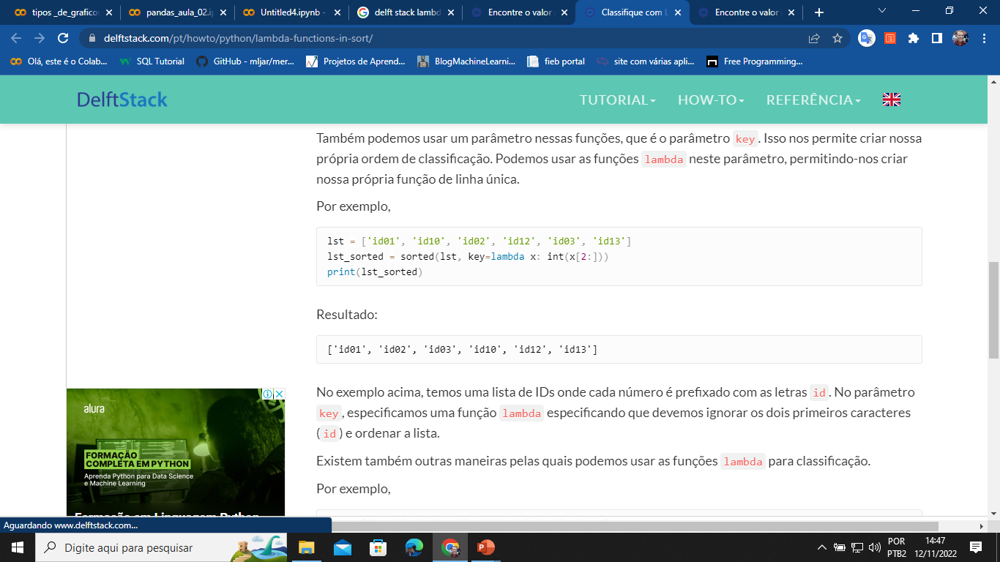 tipos _de_grafico
pandas_aula_02.i
Untitled4.ipynb -
delft stack lambd
Encontre o valor
Classifique com L
Encontre o valor
delftstack.com/pt/howto/python/lambda-functions-in-sort/
Olá, este é o Colab...
SQL Tutorial
GitHub - mljar/mer...
Projetos de Aprend...
BlogMachineLearni...
fieb portal
site com várias apli...
Free Programming...
DelftStack
TUTORIAL
HOW-TO
REFERÊNCIA
Também podemos usar um parâmetro nessas funções, que é o parâmetro key. Isso nos permite criar nossa
própria ordem de classificação. Podemos usar as funções lambda neste parâmetro, permitindo-nos criar
nossa própria função de linha única.
Por exemplo,
lst = ['id01', 'id10', 'id02', 'id12', 'id03', 'id13']
lst_sorted = sorted(lst, key=lambda x: int(x[2:]))
print(lst_sorted)
Resultado:
['id01', 'id02', 'id03', 'id10', 'id12', 'id13']
No exemplo acima, temos uma lista de IDs onde cada número é prefixado com as letras id. No parâmetro
key, especificamos uma função lambda especificando que devemos ignorar os dois primeiros caracteres
(id) e ordenar a lista.
Existem também outras maneiras pelas quais podemos usar as funções lambda para classificação.
Por exemplo,
alura
FORMAÇÃO
COMPLETA EM PYTHON
Aprenda Python para Data Science
e Machine Learning
Formação em Linguagem Python
Aguardando www.delftstack.com...
Digite aqui para pesquisar
POR
PTB2
14:47
12/11/2022